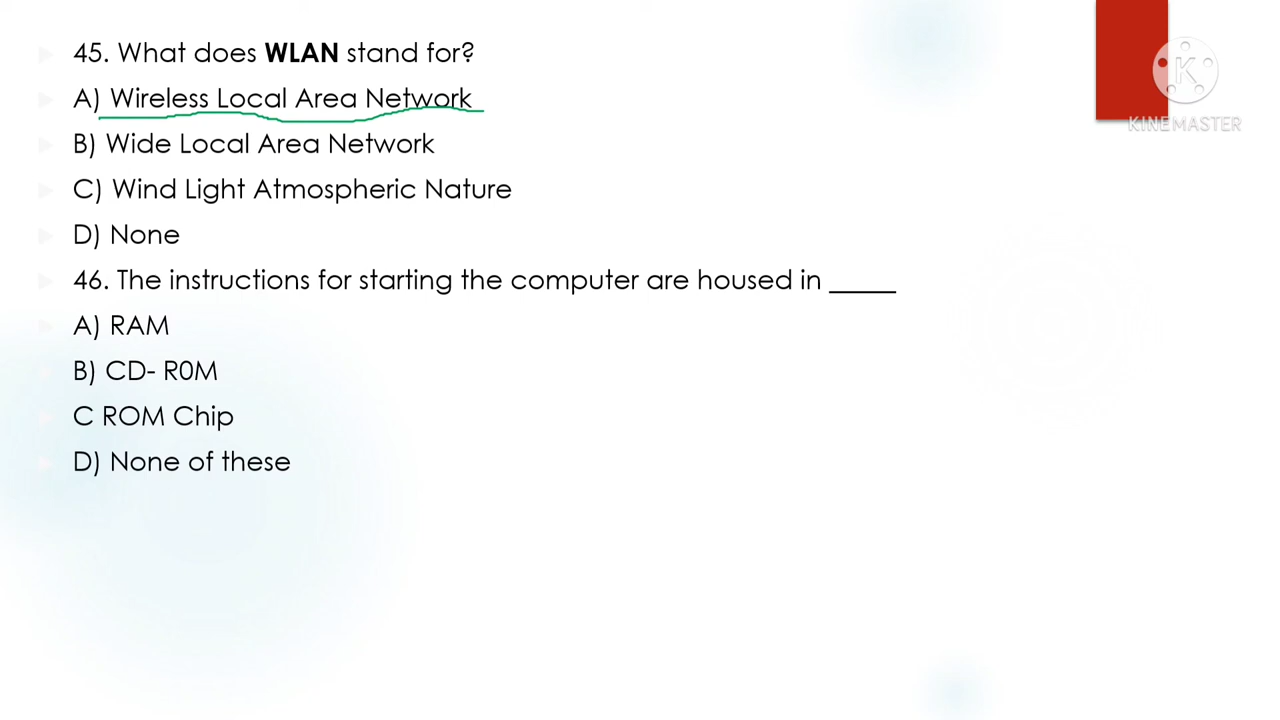 45. What does WLAN stand for?
A) Wireless Local Area Network
B) Wide Local Area Network
C) Wind Light Atmospheric Nature
D) None
46. The instructions for starting the computer are housed in _____
A) RAM
B) CD- R0M
C ROM Chip
D) None of these
K
KINEMASTER